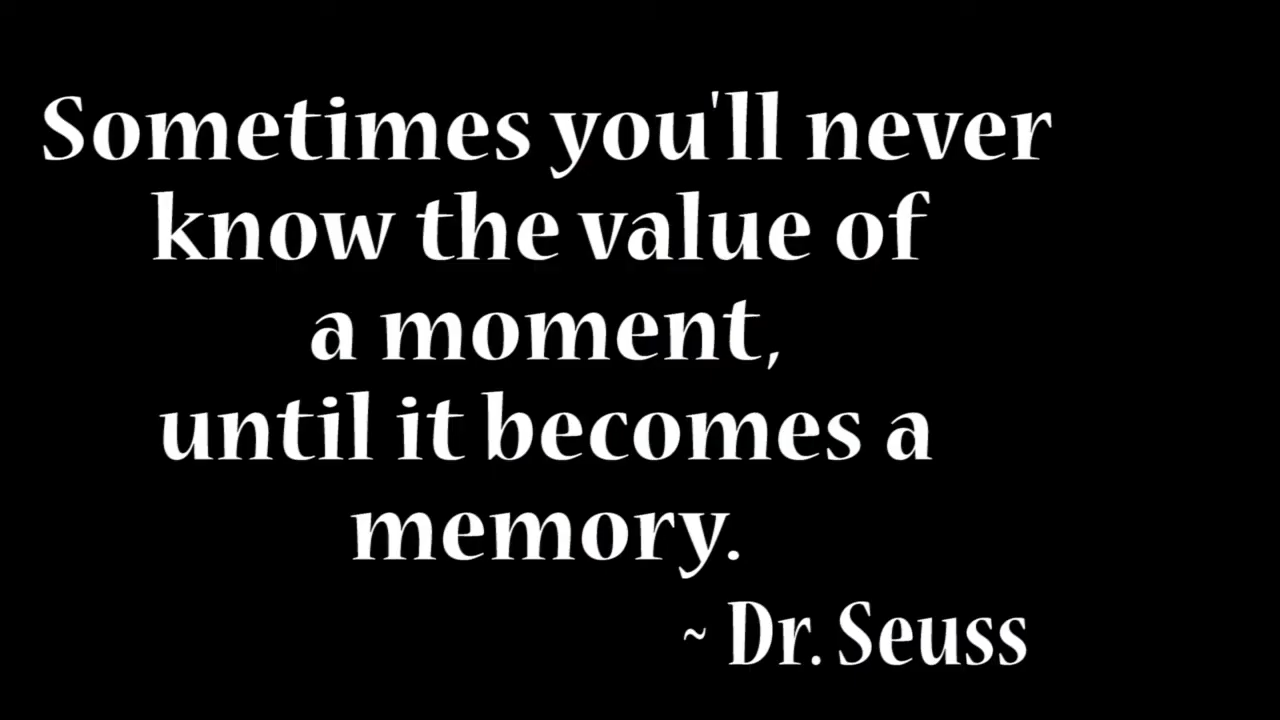 Sometimes you'll never
know the value of
a moment,
until it becomes a
memory.
~ Dr. Seuss